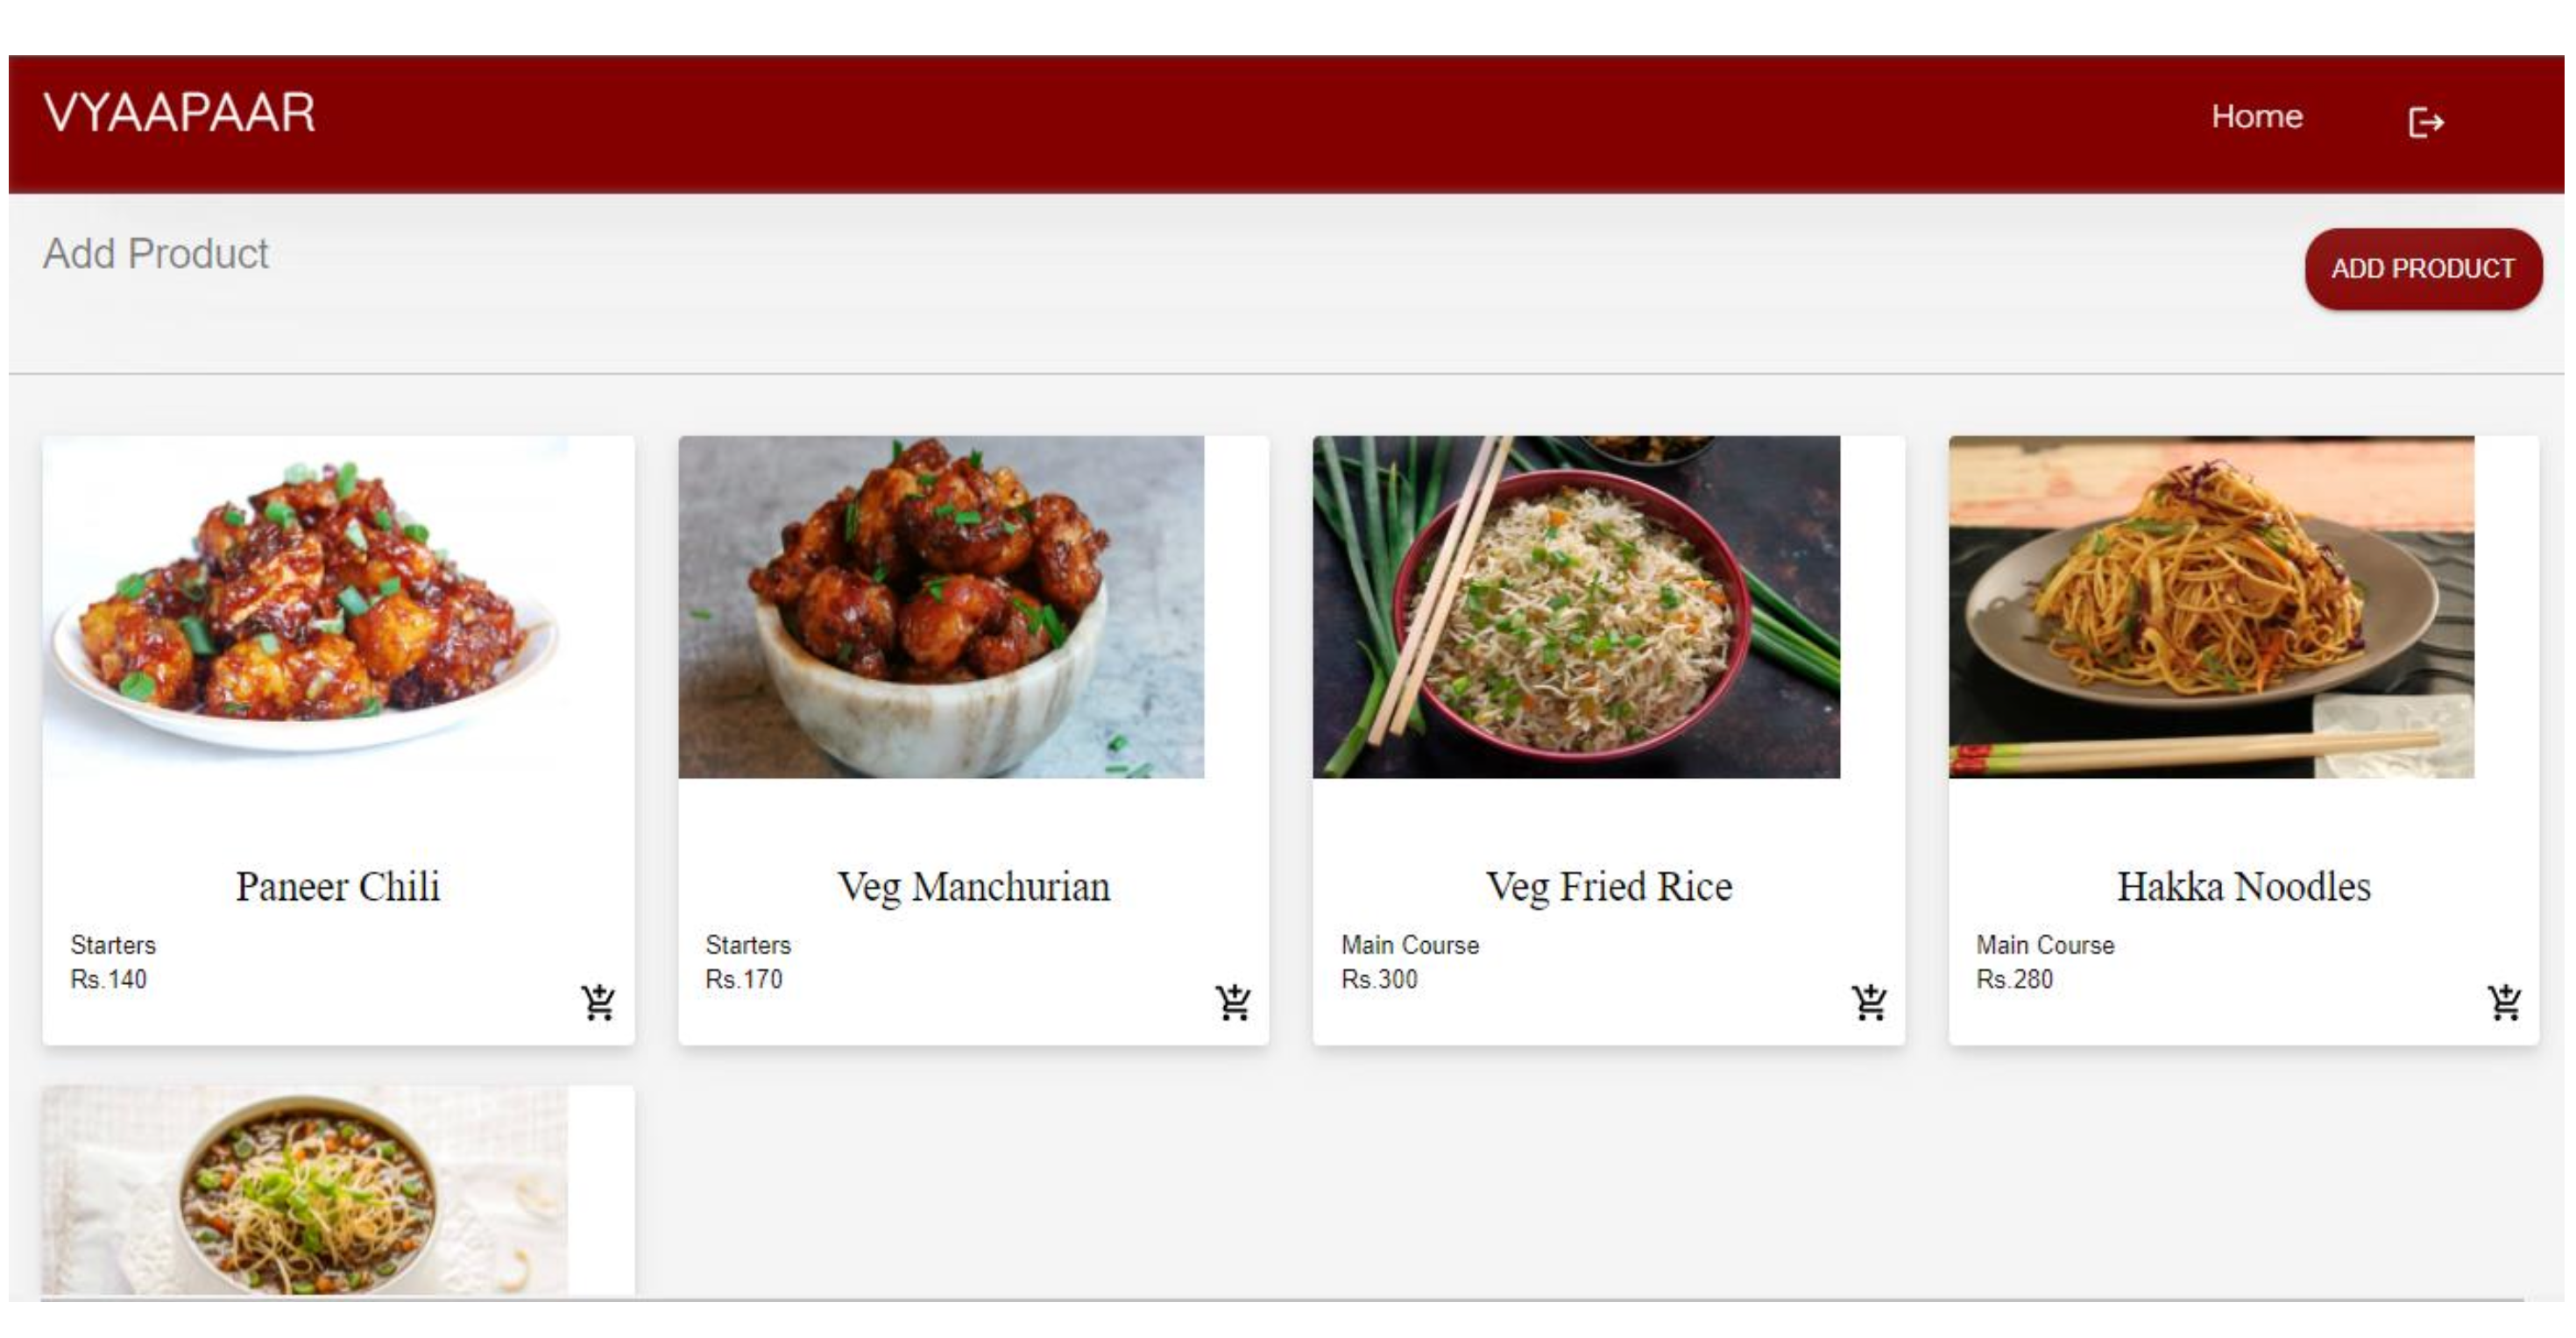 VYAAPAAR
Home
Add Product
ADD PRODUCT
Paneer Chili
Starters
Rs.140
Veg Manchurian
Starters
Rs.170
Veg Fried Rice
Main Course
Rs.300
Hakka Noodles
Main Course
Rs.280